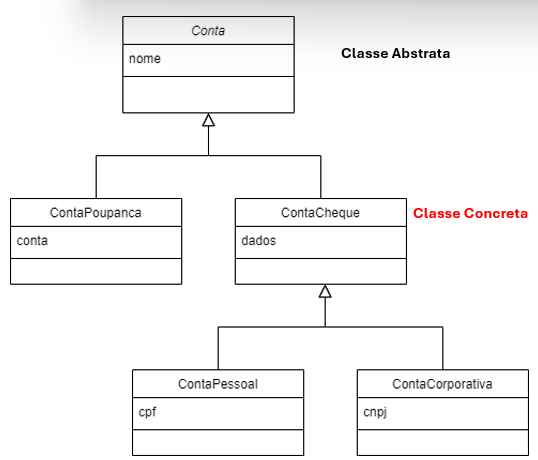 Conta
nome
Classe Abstrata
ContaPoupanca
conta
ContaCheque
dados
Classe Concreta
ContaPessoal
cpf
ContaCorporativa
cnpj